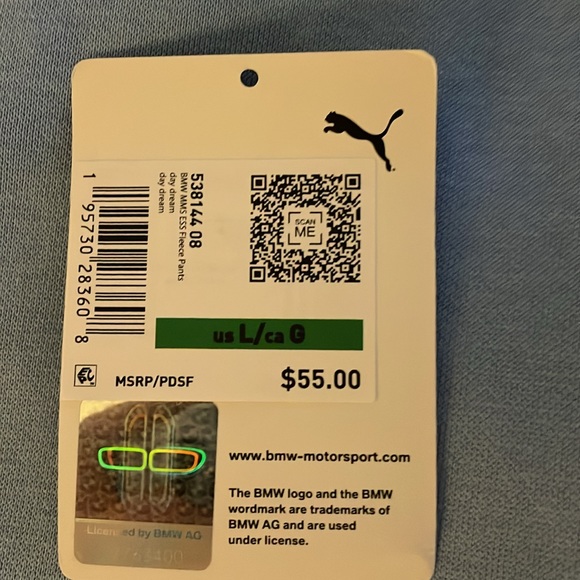 538144 08
BMW MMS ESS Fleece Pants
day dream
day dream
1 95730 28360 8
SCAN
ME
us L/ca G
MSRP/PDSF
$55.00
www.bmw-motorsport.com
The BMW logo and the BMW
wordmark are trademarks of
BMW AG and are used
under license.
Licensed by BMW AG